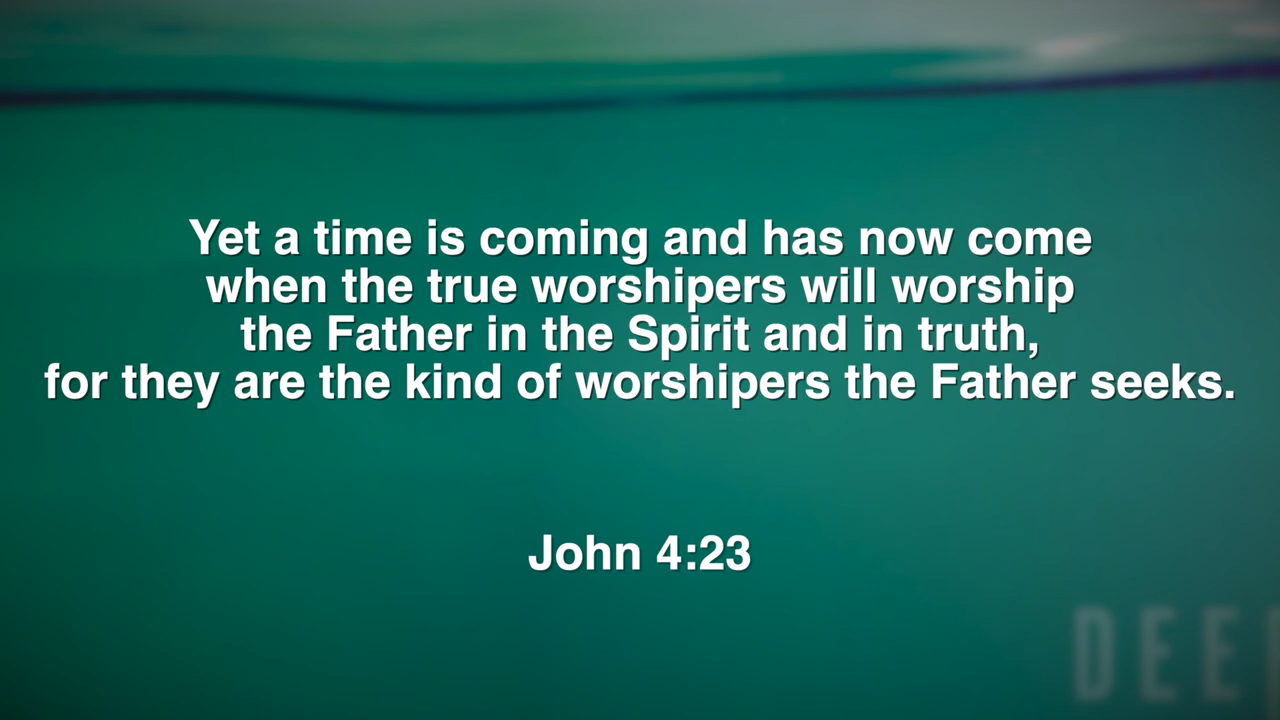 Yet a time is coming and has now come
when the true worshipers will worship
the Father in the Spirit and in truth,
for they are the kind of worshipers the Father seeks.
John 4:23